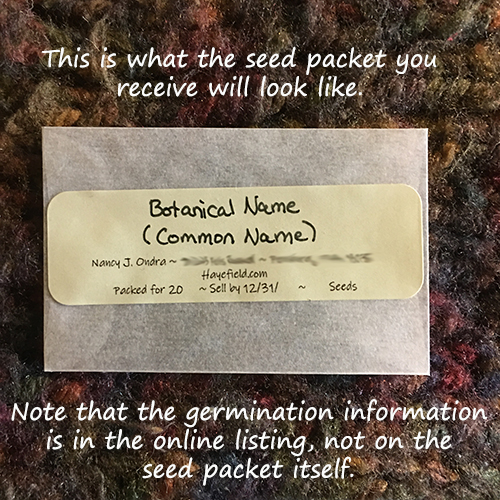 This is what the seed packet you
receive will look like.
Botanical Name
(Common Name)
Nancy J. Ondra ~ ~
Hayefield.com
Packed for 20 ~ Sell by 12/31/ ~ Seeds
Note that the germination information
is in the online listing, not on the
seed packet itself.